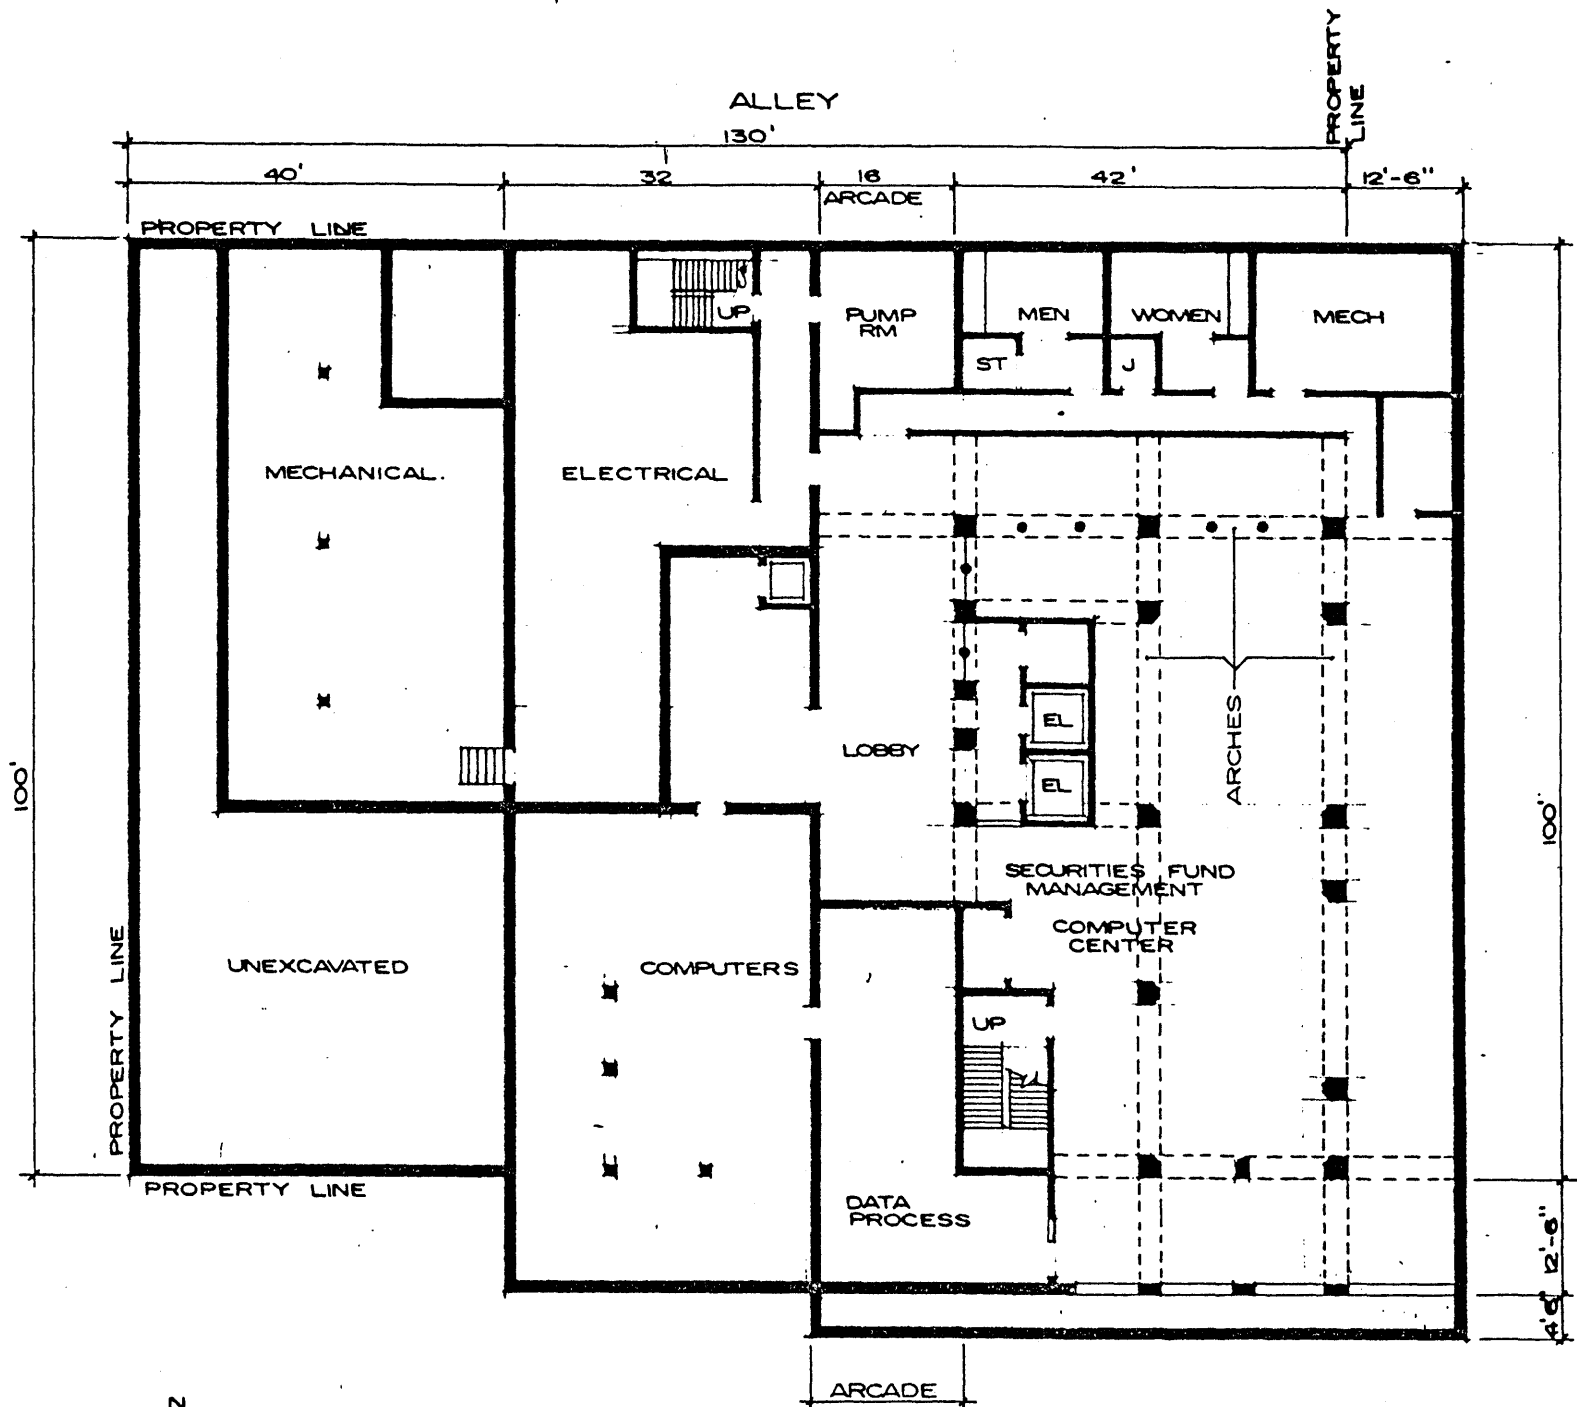 PROPERTY
LINE
ALLEY
130'
40'
32
16
42'
12'-6"
ARCADE
PROPERTY LINE
UP
PUMP
RM
MEN
WOMEN
MECH
ST
J
MECHANICAL.
ELECTRICAL
LOBBY
EL
EL
ARCHES
100'
100'
SECURITIES FUND
MANAGEMENT
COMPUTER
CENTER
UNEXCAVATED
COMPUTERS
PROPERTY LINE
UP
PROPERTY LINE
DATA
PROCESS
12'-6"
4'6"
ARCADE
N